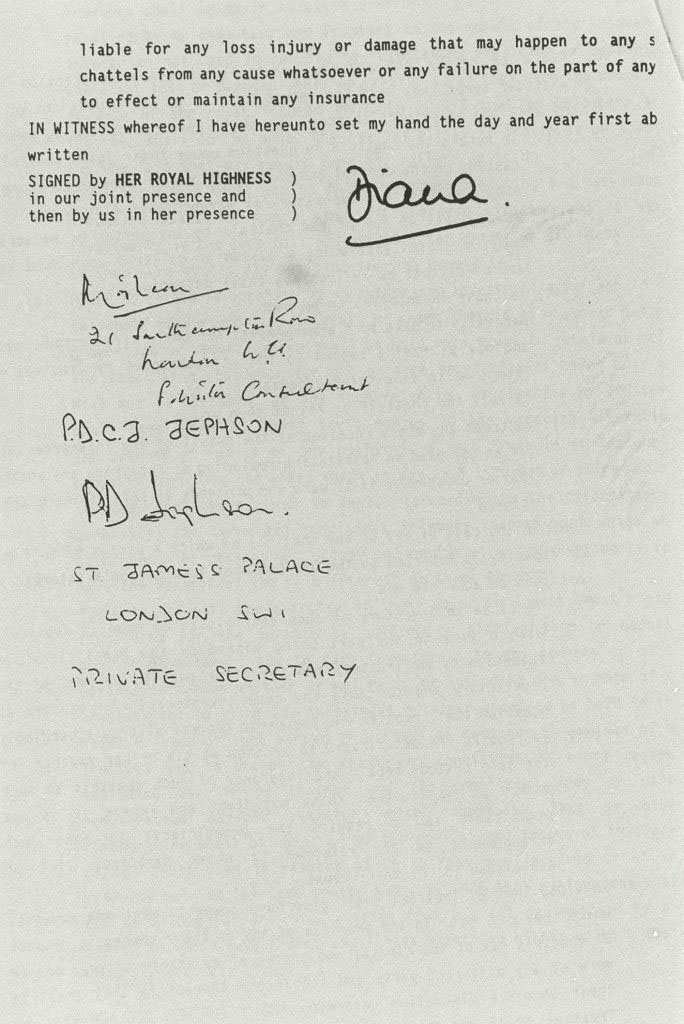 liable for any loss injury or damage that may happen to any s
chattels from any cause whatsoever or any failure on the part of any
to effect or maintain any insurance
IN WITNESS whereof I have hereunto set my hand the day and year first ab
written
SIGNED by HER ROYAL HIGHNESS )
in our joint presence and )
then by us in her presence )
Diana.
21 Southampton Row
London W.C.1
Solicitor Consultant
P.D.C.J. JEPHSON
PD Jephson.
ST JAMES'S PALACE
LONDON SW1
PRIVATE SECRETARY